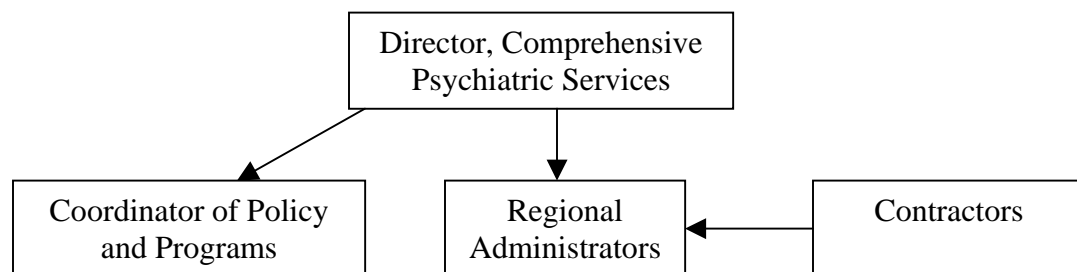 Director, Comprehensive
Psychiatric Services
Coordinator of Policy
and Programs
Regional
Administrators
Contractors